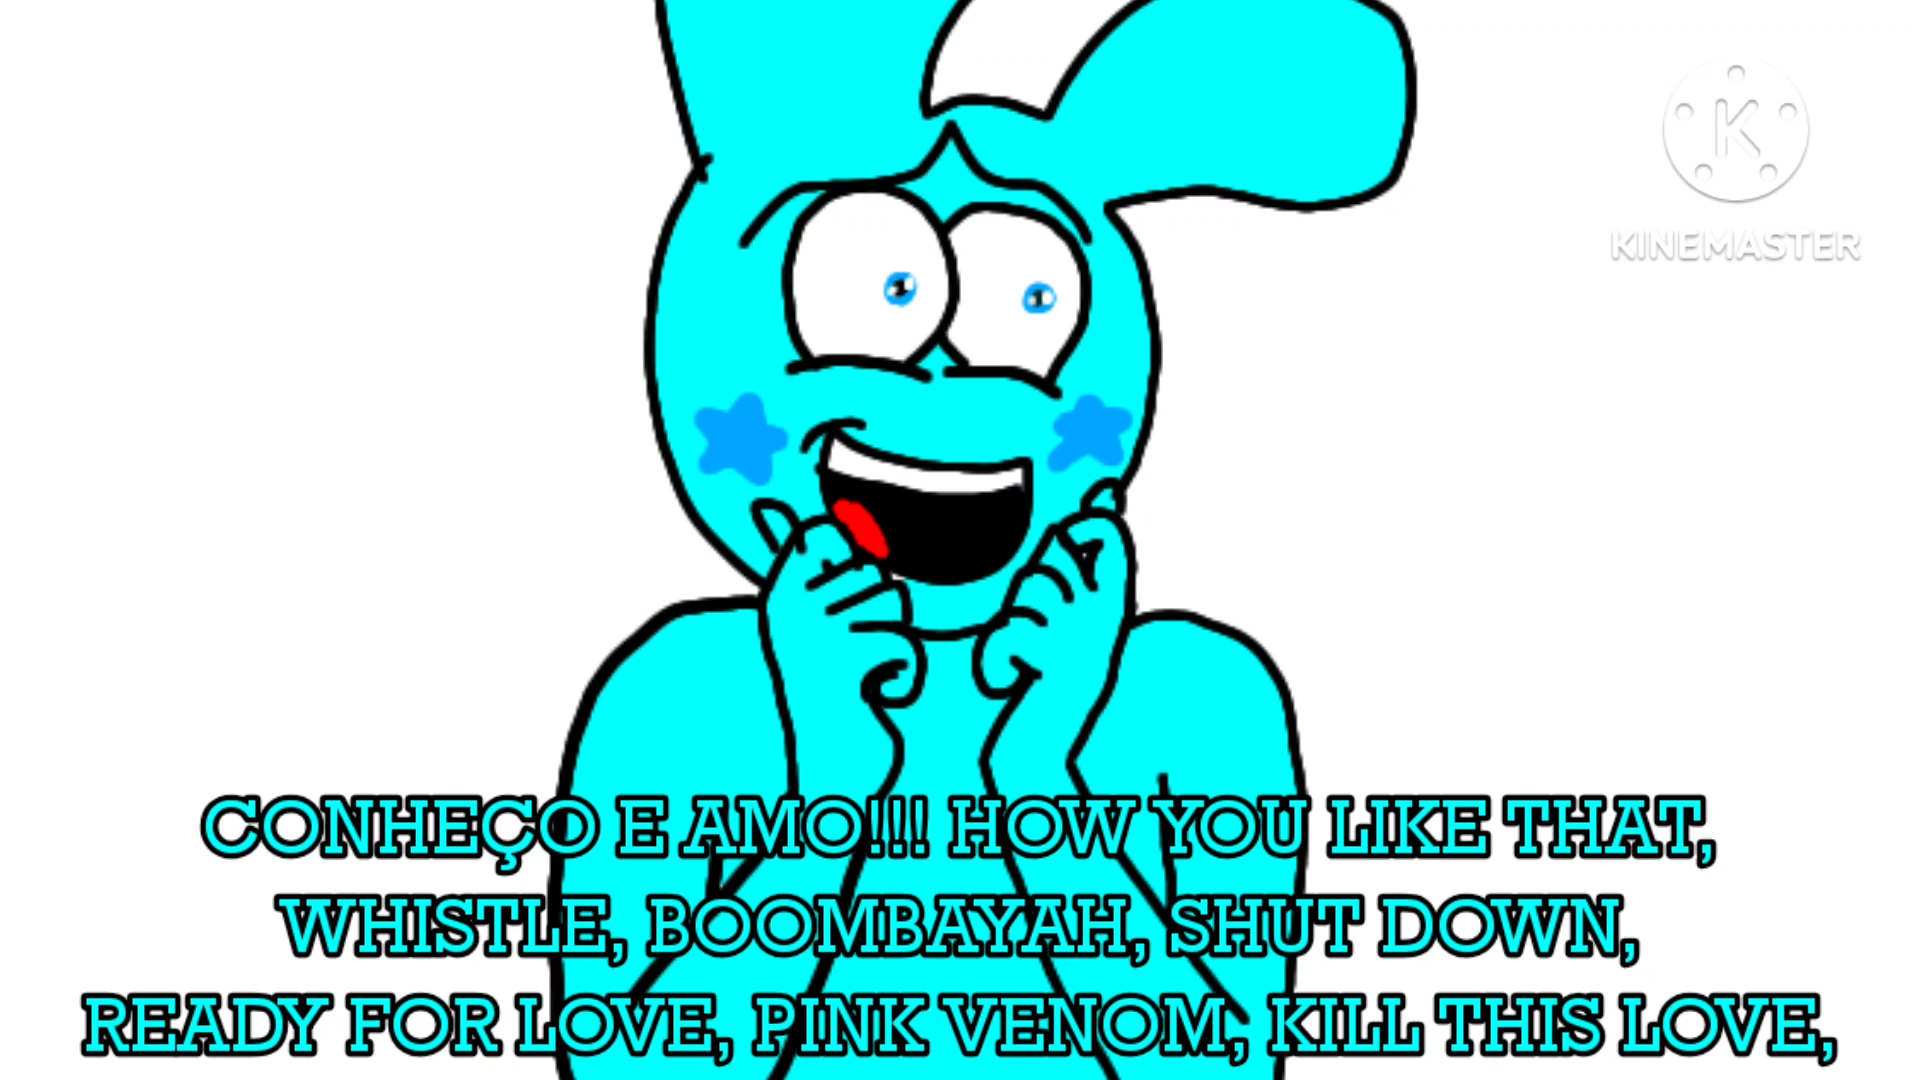 K
KINEMASTER
CONHEÇO E AMO!!! HOW YOU LIKE THAT,
WHISTLE, BOOMBAYAH, SHUT DOWN,
READY FOR LOVE, PINK VENOM, KILL THIS LOVE,